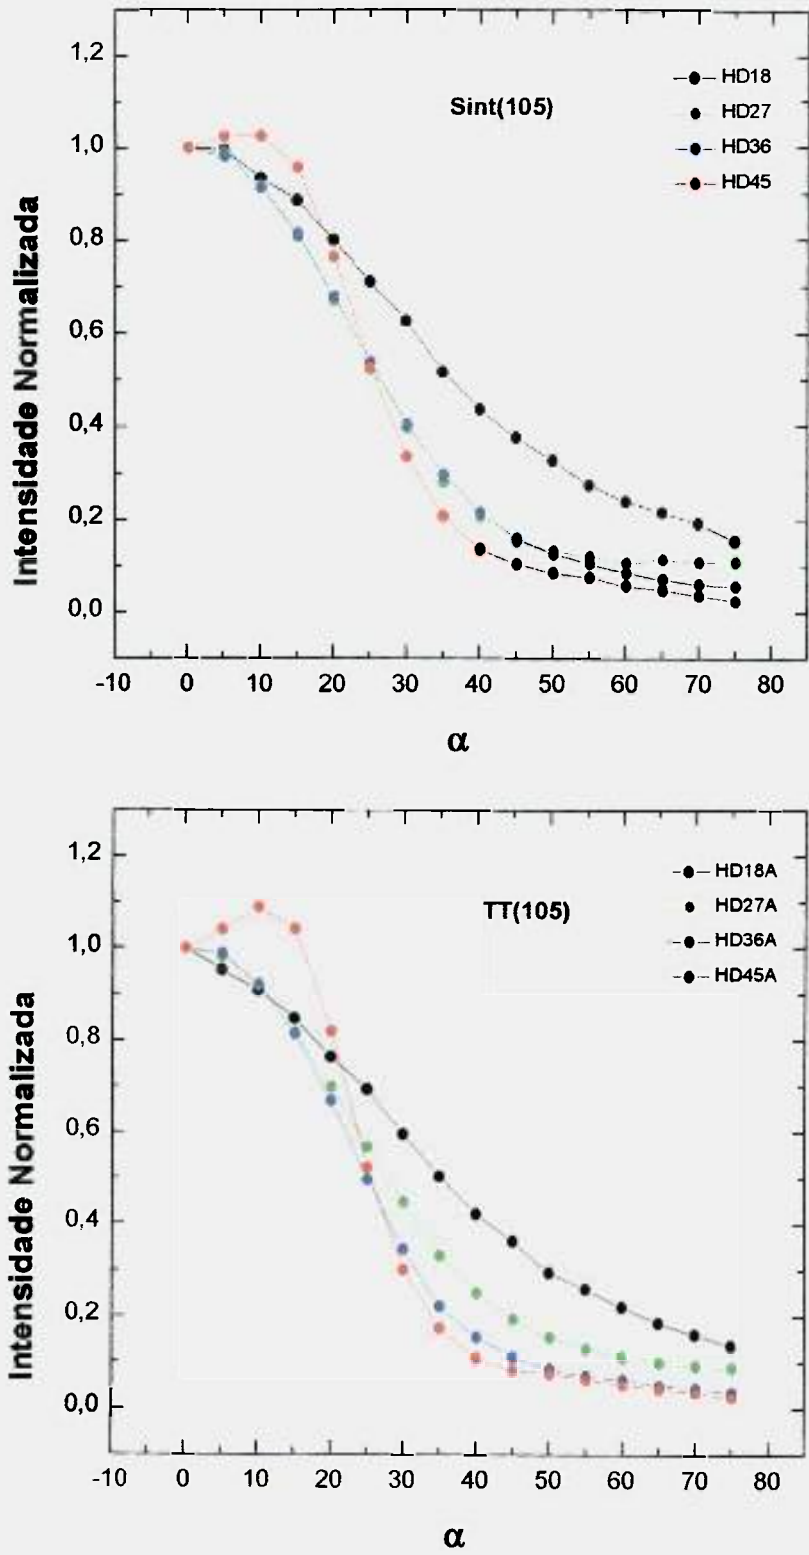 1,2
1,0
0,8
0,6
0,4
0,2
0,0
Intensidade Normalizada
Sint(105)
HD18
HD27
HD36
HD45
-10 0 10 20 30 40 50 60 70 80
α
1,2
1,0
0,8
0,6
0,4
0,2
0,0
Intensidade Normalizada
TT(105)
HD18A
HD27A
HD36A
HD45A
-10 0 10 20 30 40 50 60 70 80
α